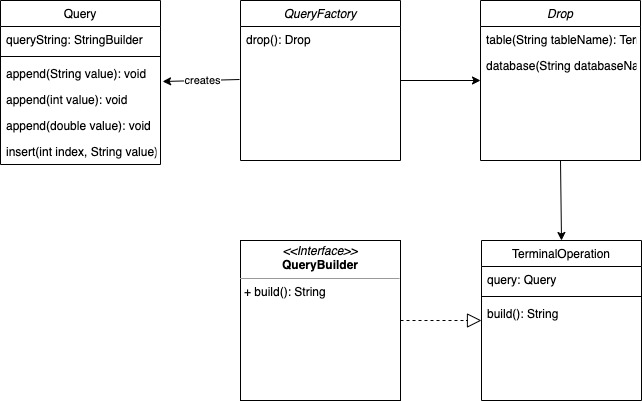 Query
queryString: StringBuilder
append(String value): void
append(int value): void
append(double value): void
insert(int index, String value)
QueryFactory
drop(): Drop
creates
Drop
table(String tableName): Ter
database(String databaseNa
<<Interface>>
QueryBuilder
+ build(): String
TerminalOperation
query: Query
build(): String